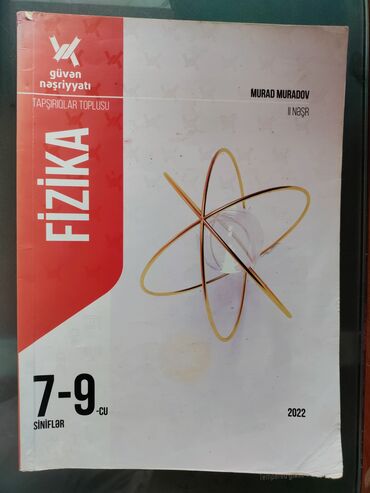 güvən
nəşriyyatı
TAPŞIRIQLAR TOPLUSU
MURAD MURADOV
II NƏŞR
FİZİKA
7-9-CU
SİNİFLƏR
2022